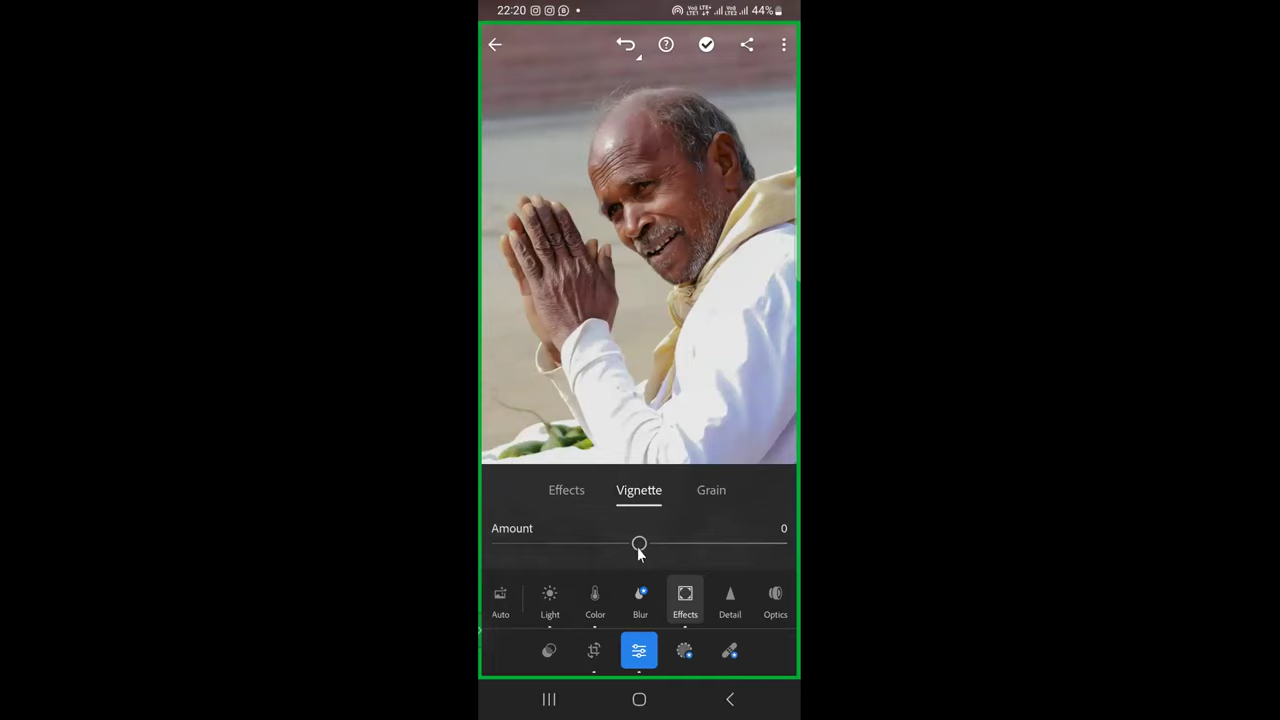 22:20 44%
Effects Vignette Grain
Amount 0
Auto Light Color Blur Effects Detail Optics